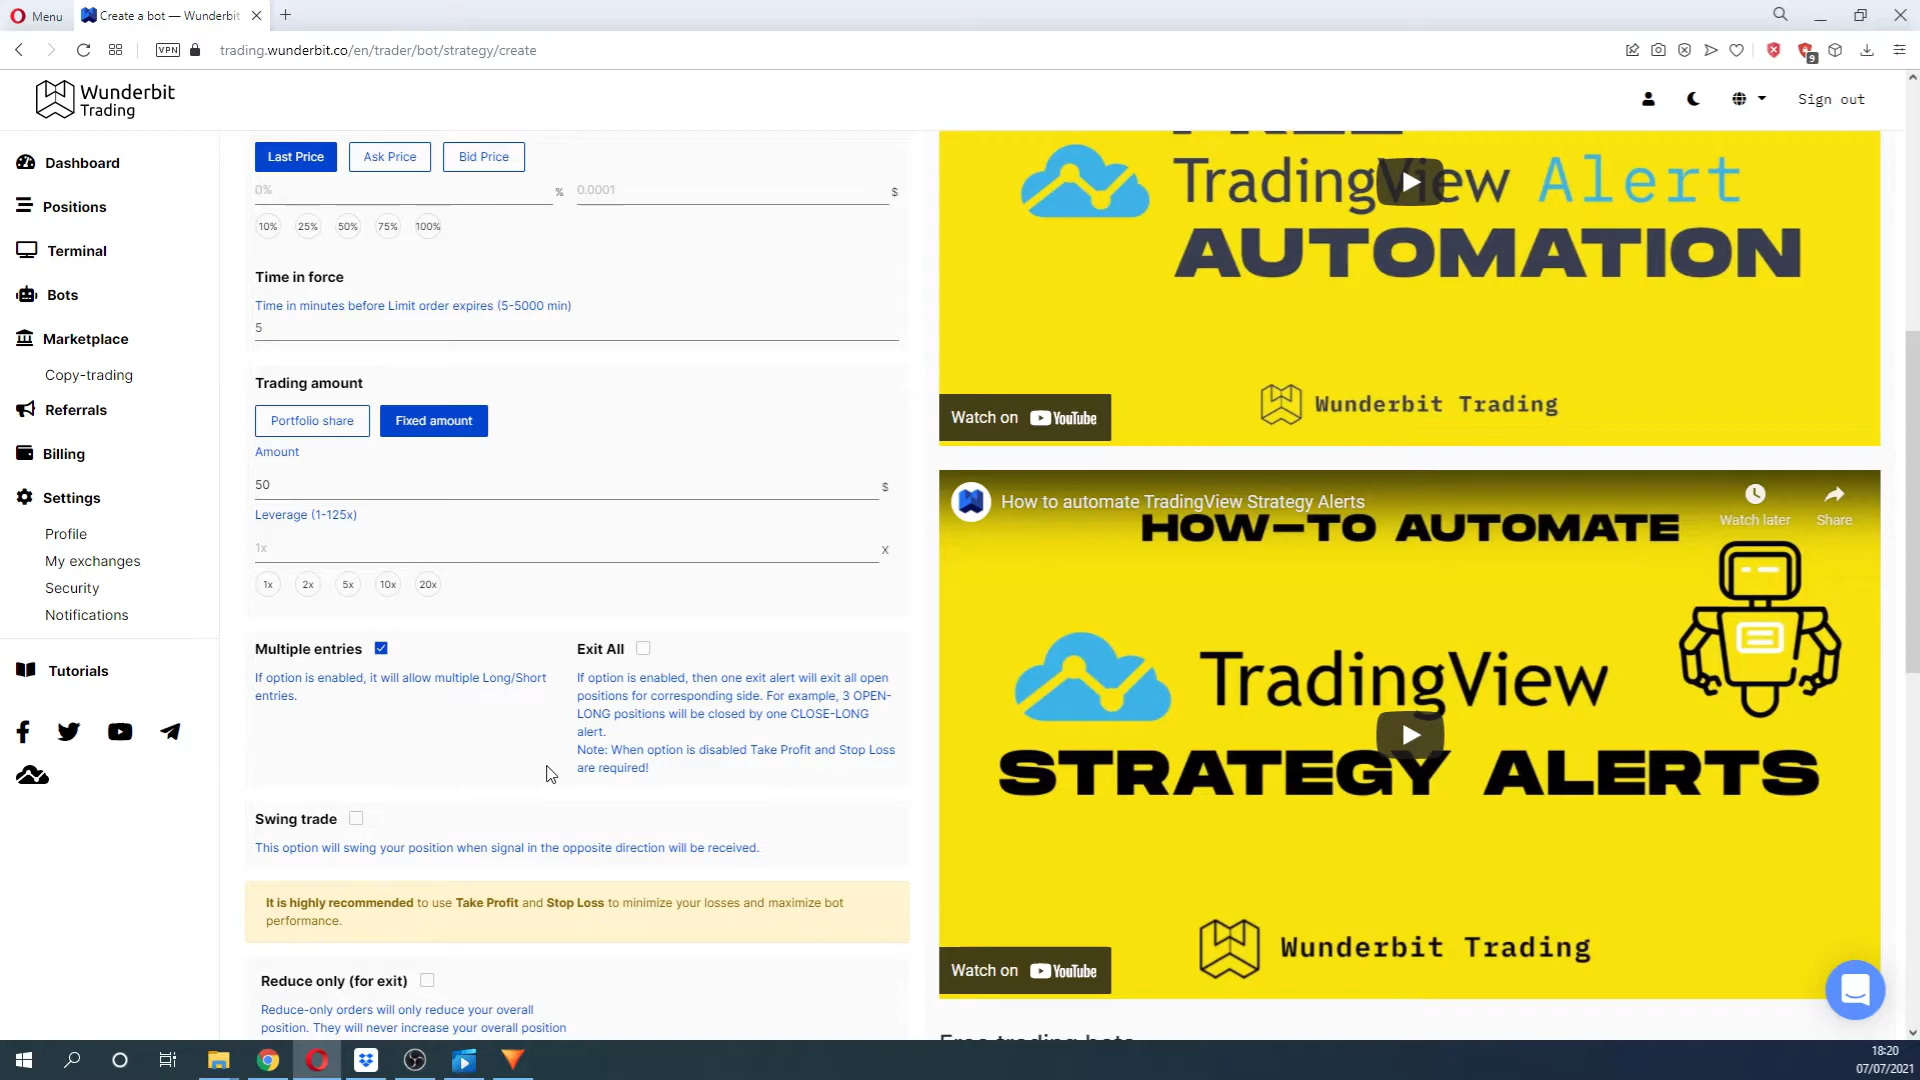 Menu
Create a bot — Wunderbit
VPN
trading.wunderbit.co/en/trader/bot/strategy/create
9
Wunderbit
Trading
Sign out
Dashboard
Positions
Terminal
Bots
Marketplace
Copy-trading
Referrals
Billing
Settings
Profile
My exchanges
Security
Notifications
Tutorials
Last Price
Ask Price
Bid Price
0%
%
0.0001
$
10%
25%
50%
75%
100%
Time in force
Time in minutes before Limit order expires (5-5000 min)
5
Trading amount
Portfolio share
Fixed amount
Amount
50
$
Leverage (1-125x)
1x
X
1x
2x
5x
10x
20x
Multiple entries
If option is enabled, it will allow multiple Long/Short
entries.
Exit All
If option is enabled, then one exit alert will exit all open
positions for corresponding side. For example, 3 OPEN-
LONG positions will be closed by one CLOSE-LONG
alert.
Note: When option is disabled Take Profit and Stop Loss
are required!
Swing trade
This option will swing your position when signal in the opposite direction will be received.
It is highly recommended to use Take Profit and Stop Loss to minimize your losses and maximize bot
performance.
Reduce only (for exit)
Reduce-only orders will only reduce your overall
position. They will never increase your overall position
FREE
TradingView Alert
AUTOMATION
Watch on YouTube
Wunderbit Trading
How to automate TradingView Strategy Alerts
Watch later
Share
HOW-TO AUTOMATE
TradingView
STRATEGY ALERTS
Wunderbit Trading
Watch on YouTube
Free trading bots
18:20
07/07/2021